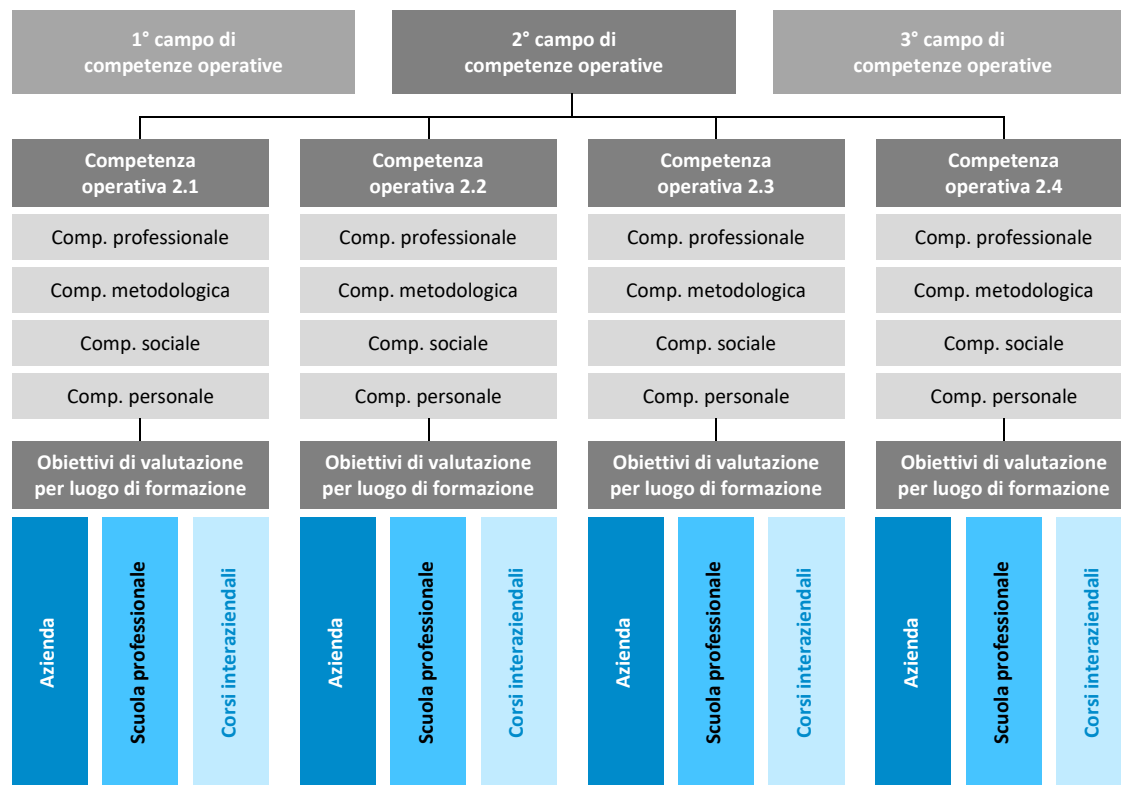 1° campo di
competenze operative
2° campo di
competenze operative
3° campo di
competenze operative
Competenza
operativa 2.1
Competenza
operativa 2.2
Competenza
operativa 2.3
Competenza
operativa 2.4
Comp. professionale
Comp. professionale
Comp. professionale
Comp. professionale
Comp. metodologica
Comp. metodologica
Comp. metodologica
Comp. metodologica
Comp. sociale
Comp. sociale
Comp. sociale
Comp. sociale
Comp. personale
Comp. personale
Comp. personale
Comp. personale
Obiettivi di valutazione
per luogo di formazione
Obiettivi di valutazione
per luogo di formazione
Obiettivi di valutazione
per luogo di formazione
Obiettivi di valutazione
per luogo di formazione
Azienda
Scuola professionale
Corsi interaziendali
Azienda
Scuola professionale
Corsi interaziendali
Azienda
Scuola professionale
Corsi interaziendali
Azienda
Scuola professionale
Corsi interaziendali